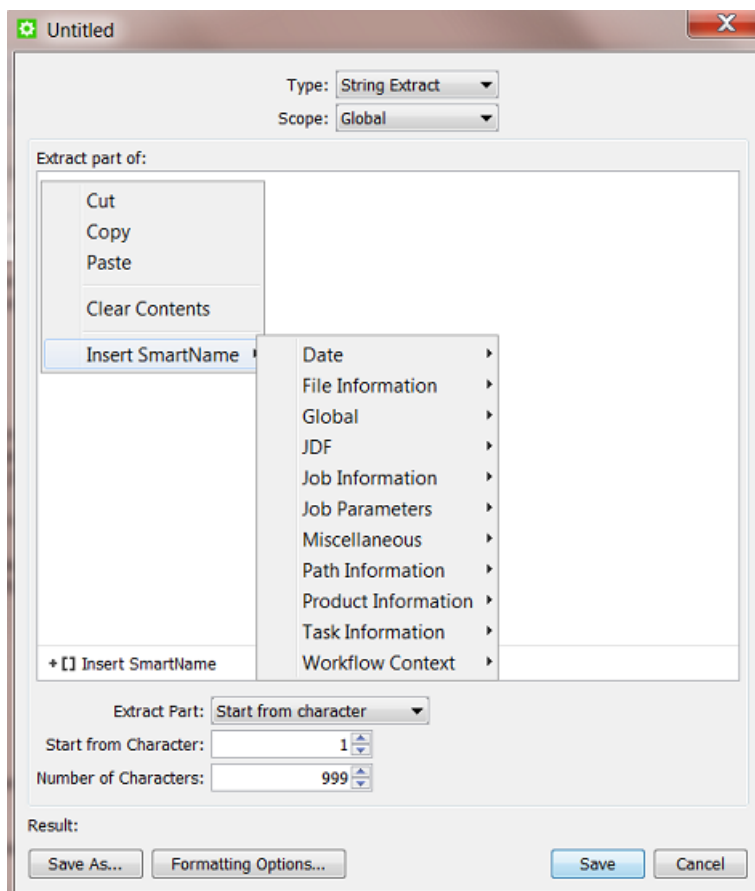 Untitled
Type: String Extract
Scope: Global
Extract part of:
Cut
Copy
Paste
Clear Contents
Insert SmartName
Date
File Information
Global
JDF
Job Information
Job Parameters
Miscellaneous
Path Information
Product Information
Task Information
Workflow Context
+[] Insert SmartName
Extract Part: Start from character
Start from Character: 1
Number of Characters: 999
Result:
Save As... Formatting Options... Save Cancel